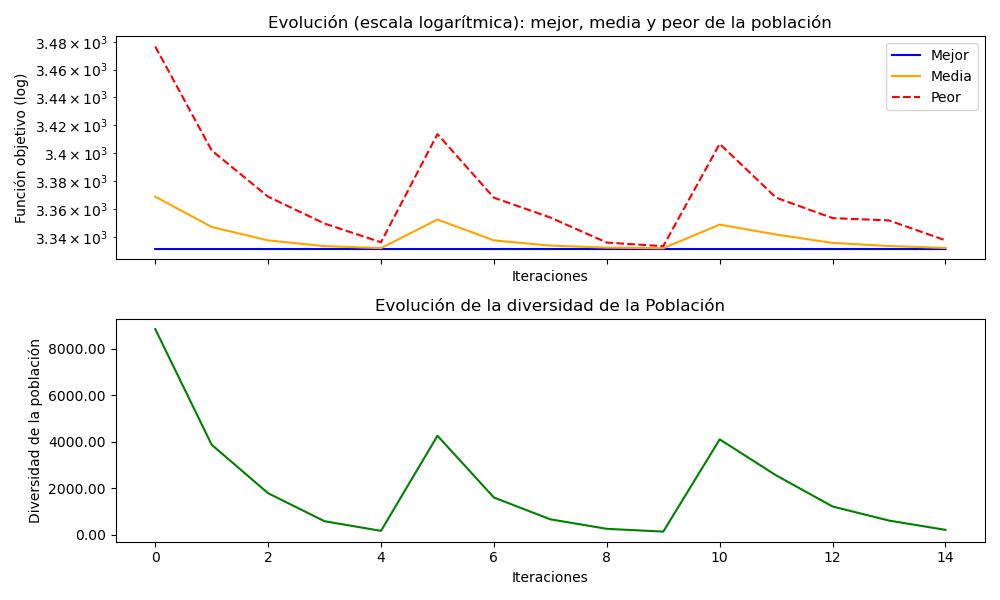 Evolución (escala logarítmica): mejor, media y peor de la población
Función objetivo (log)
3.48 × 10³
3.46 × 10³
3.44 × 10³
3.42 × 10³
3.4 × 10³
3.38 × 10³
3.36 × 10³
3.34 × 10³
Mejor
Media
Peor
Iteraciones
Evolución de la diversidad de la Población
Diversidad de la población
8000.00
6000.00
4000.00
2000.00
0.00
0 2 4 6 8 10 12 14
Iteraciones